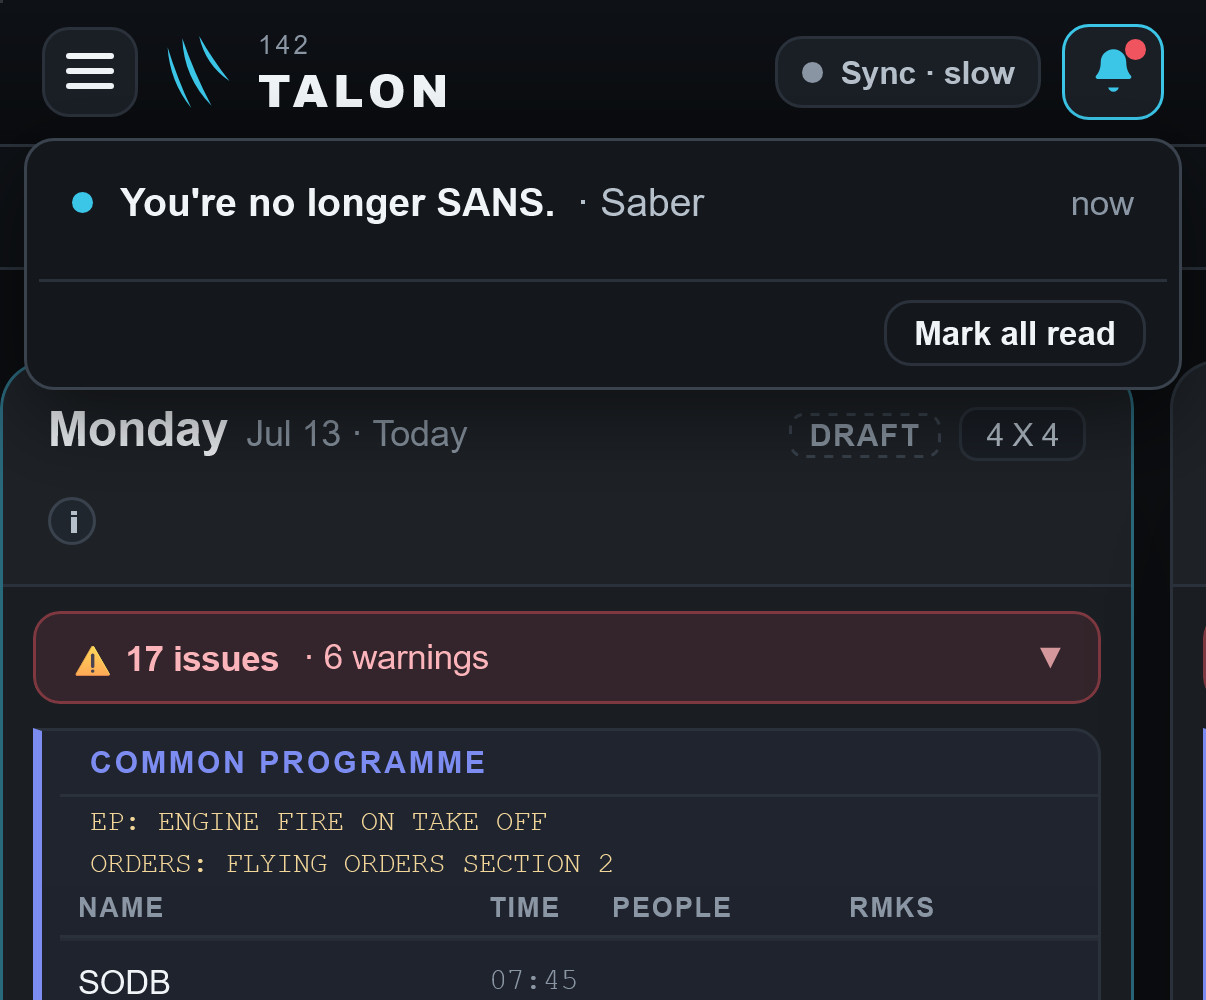 142
TALON
Sync · slow
You're no longer SANS. · Saber now
Mark all read
Monday Jul 13 · Today DRAFT 4 X 4
i
17 issues · 6 warnings ▼
COMMON PROGRAMME
EP: ENGINE FIRE ON TAKE OFF
ORDERS: FLYING ORDERS SECTION 2
NAME TIME PEOPLE RMKS
SODB 07:45